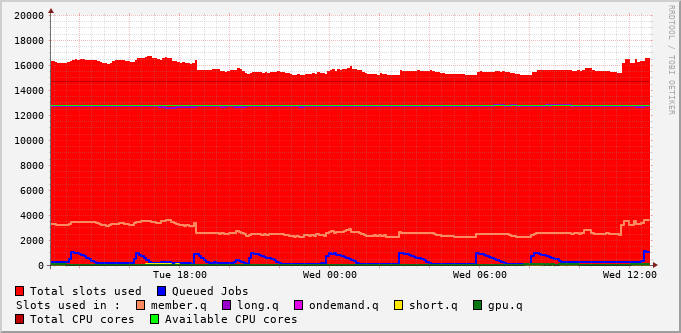 20000
18000
16000
14000
12000
10000
8000
6000
4000
2000
0
Tue 18:00 Wed 00:00 Wed 06:00 Wed 12:00
RRDTOOL / TOBI OETIKER
Total slots used Queued Jobs
Slots used in : member.q long.q ondemand.q short.q gpu.q
Total CPU cores Available CPU cores